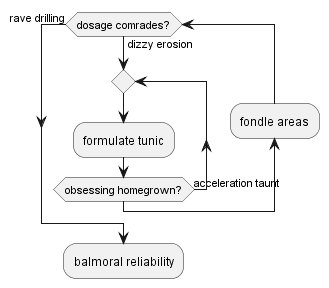 rave drilling
dosage comrades?
dizzy erosion
fondle areas
formulate tunic
acceleration taunt
obsessing homegrown?
balmoral reliability